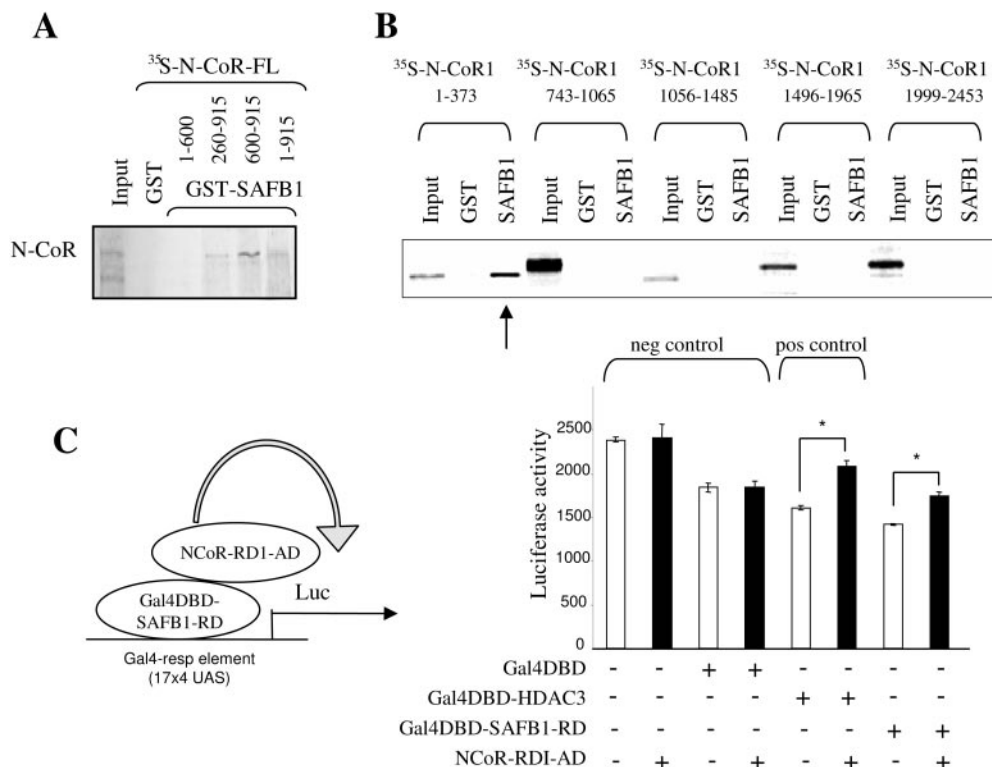 A
35S-N-CoR-FL
Input
GST
1-600
260-915
600-915
1-915
GST-SAFB1
N-CoR
B
35S-N-CoR1 35S-N-CoR1 35S-N-CoR1 35S-N-CoR1 35S-N-CoR1
1-373 743-1065 1056-1485 1496-1965 1999-2453
Input GST SAFB1 Input GST SAFB1 Input GST SAFB1 Input GST SAFB1 Input GST SAFB1
C
NCoR-RD1-AD
Gal4DBD-
SAFB1-RD
Luc
Gal4-resp element
(17x4 UAS)
neg control pos control
Luciferase activity
2500
2000
1500
1000
500
0
* *
Gal4DBD - - + + - - - -
Gal4DBD-HDAC3 - - - - + + - -
Gal4DBD-SAFB1-RD - - - - - - + +
NCoR-RDI-AD - + - + - + - +